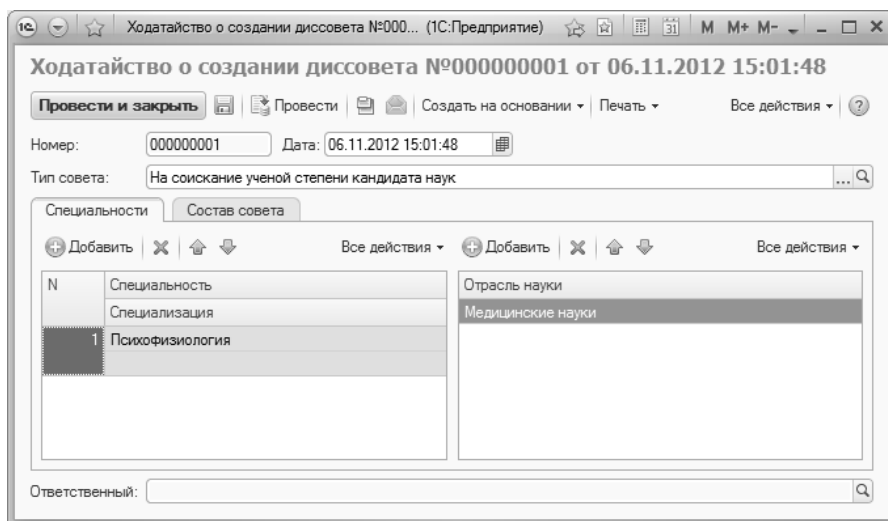 Ходатайство о создании диссовета №000... (1С:Предприятие) 31 M M+ M-
Ходатайство о создании диссовета №000000001 от 06.11.2012 15:01:48
Провести и закрыть Провести Создать на основании Печать Все действия ?
Номер: 000000001 Дата: 06.11.2012 15:01:48
Тип совета: На соискание ученой степени кандидата наук ...
Специальности Состав совета
Добавить Все действия Добавить Все действия
N Специальность Отрасль науки
Специализация Медицинские науки
1 Психофизиология
Ответственный: